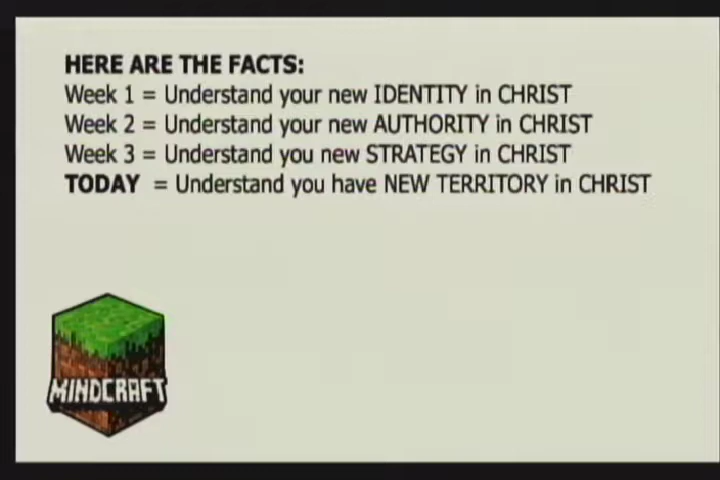 HERE ARE THE FACTS:
Week 1 = Understand your new IDENTITY in CHRIST
Week 2 = Understand your new AUTHORITY in CHRIST
Week 3 = Understand you new STRATEGY in CHRIST
TODAY = Understand you have NEW TERRITORY in CHRIST
MINDCRAFT